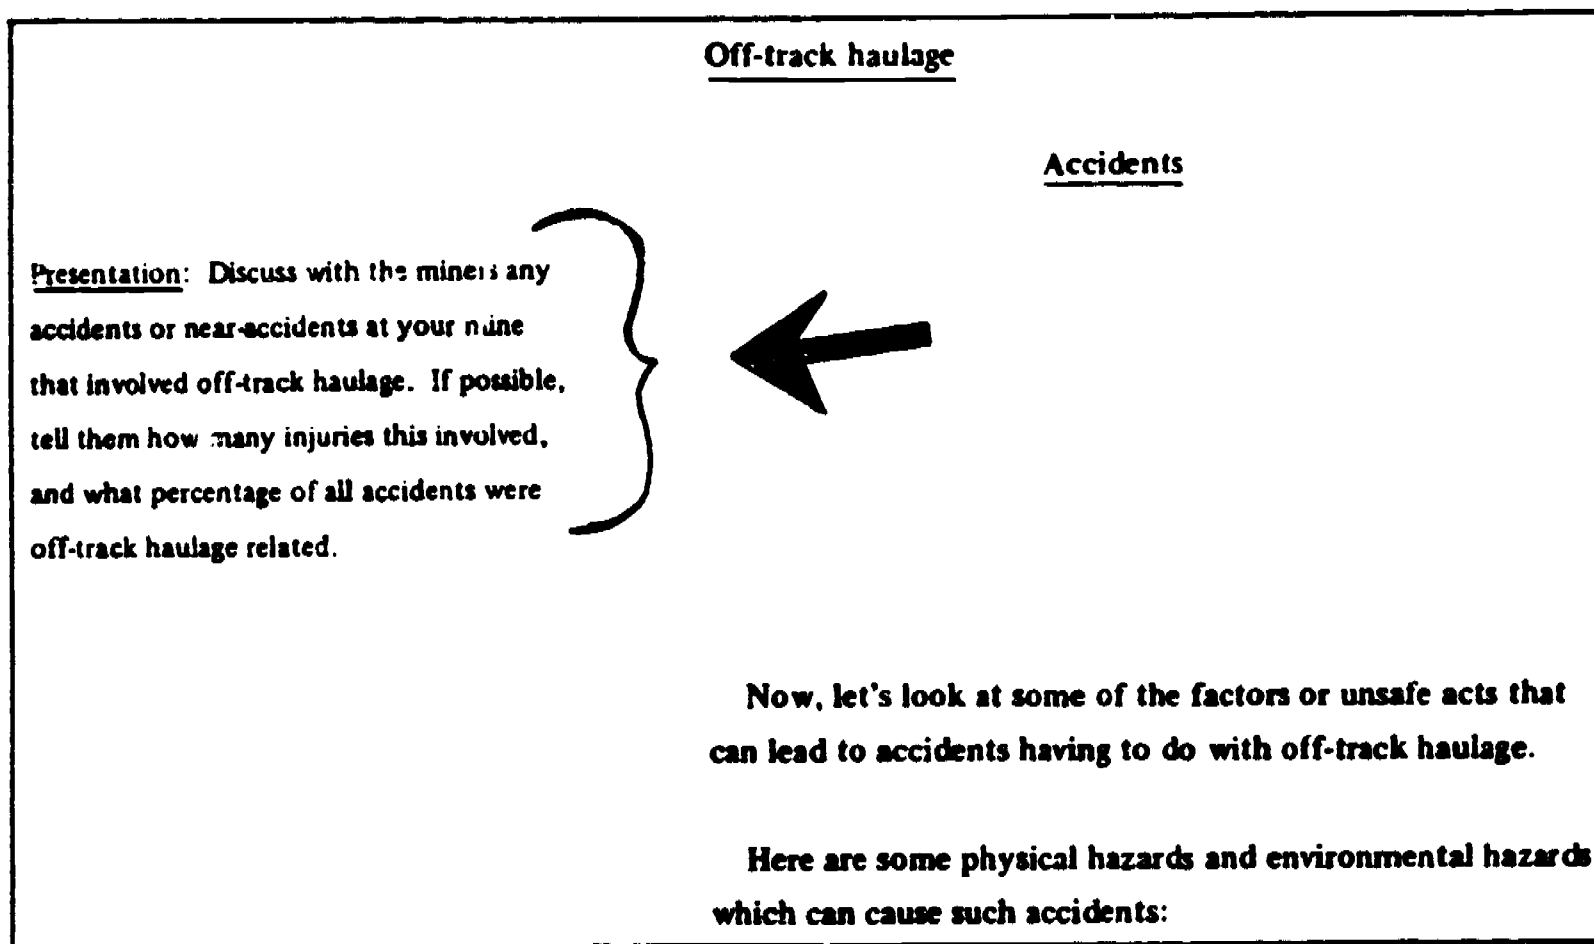 Off-track haulage
Accidents
Presentation: Discuss with the miners any
accidents or near-accidents at your mine
that involved off-track haulage. If possible,
tell them how many injuries this involved,
and what percentage of all accidents were
off-track haulage related.
Now, let's look at some of the factors or unsafe acts that
can lead to accidents having to do with off-track haulage.
Here are some physical hazards and environmental hazards
which can cause such accidents: